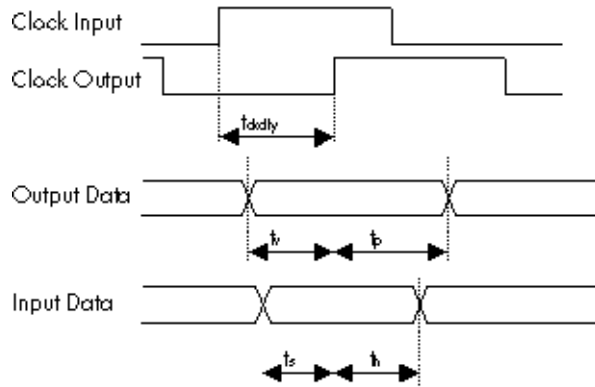 Clock Input
Clock Output
tckdly
Output Data
tv
tp
Input Data
ts
th